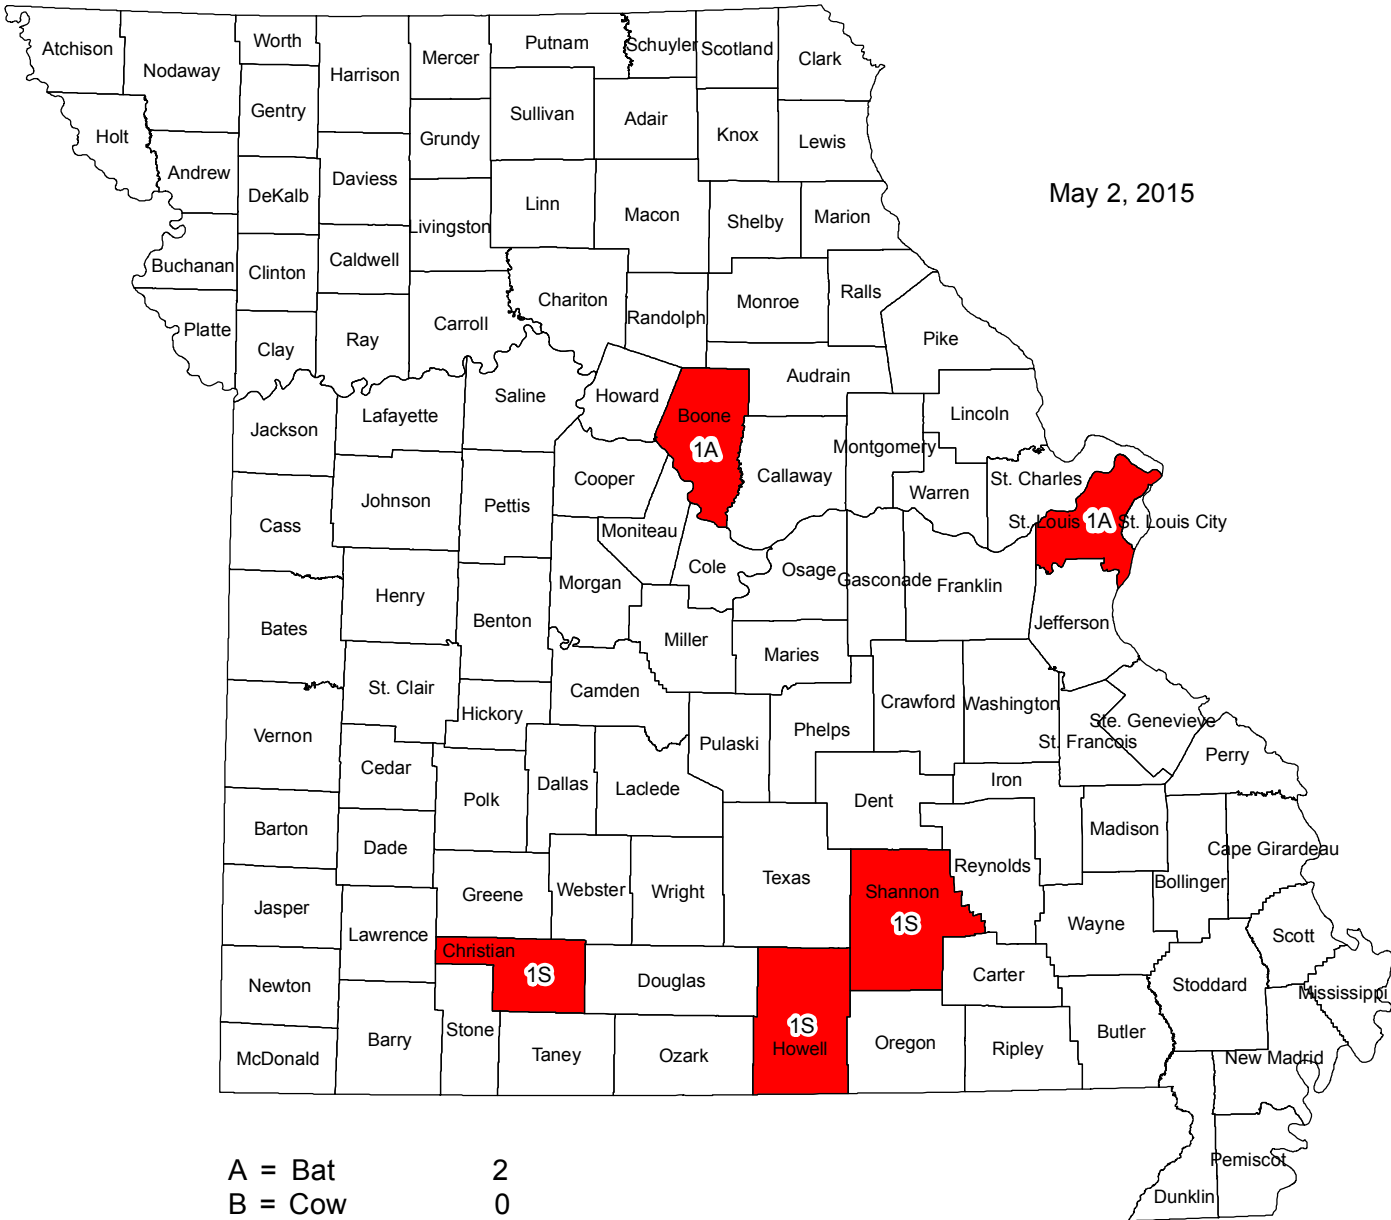 Atchison
Nodaway
Worth
Harrison
Mercer
Putnam
Schuyler
Scotland
Clark
Gentry
Sullivan
Adair
Knox
Lewis
Holt
Andrew
DeKalb
Daviess
Grundy
Livingston
Linn
Macon
Shelby
Marion
May 2, 2015
Buchanan
Clinton
Caldwell
Chariton
Randolph
Monroe
Ralls
Platte
Clay
Ray
Carroll
Pike
Saline
Howard
Audrain
Jackson
Lafayette
Boone
1A
Lincoln
Montgomery
Callaway
Cooper
Warren
St. Charles
Cass
Johnson
Pettis
Moniteau
St. Louis
1A
St. Louis City
Cole
Osage
Gasconade
Franklin
Morgan
Henry
Bates
Benton
Miller
Maries
Jefferson
St. Clair
Hickory
Camden
Crawford
Washington
Vernon
Pulaski
Phelps
Ste. Genevieve
St. Francois
Perry
Cedar
Polk
Dallas
Laclede
Dent
Iron
Barton
Dade
Madison
Cape Girardeau
Greene
Webster
Wright
Texas
Shannon
1S
Reynolds
Bollinger
Jasper
Lawrence
Wayne
Scott
Christian
1S
Douglas
Carter
Stoddard
Mississippi
Newton
Stone
1S
Howell
Oregon
Ripley
Butler
New Madrid
McDonald
Barry
Taney
Ozark
Pemiscot
Dunklin
A = Bat 2
B = Cow 0